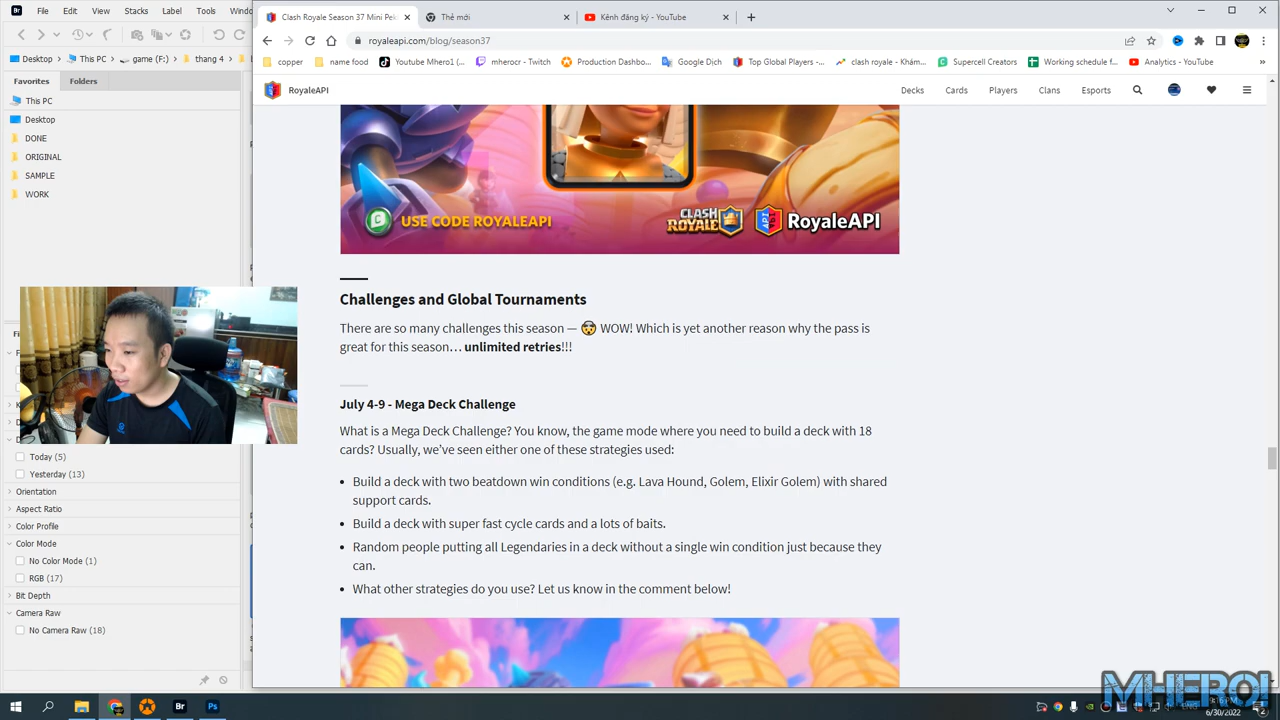 Br File Edit View Stacks Label Tools Windo
Desktop This PC game (F:) thang 4
Favorites Folders
This PC
Desktop
DONE
ORIGINAL
SAMPLE
WORK
Today (5)
Yesterday (13)
Orientation
Aspect Ratio
Color Profile
Color Mode
No Color Mode (1)
RGB (17)
Bit Depth
Camera Raw
No Camera Raw (18)
Clash Royale Season 37 Mini Pek
Thẻ mới
Kênh đăng ký - YouTube
royaleapi.com/blog/season37
copper
name food
Youtube Mhero1 (...
mherocr - Twitch
Production Dashbo...
Google Dịch
Top Global Players -...
clash royale - Khám...
Supercell Creators
Working schedule f...
Analytics - YouTube
»
RoyaleAPI
Decks Cards Players Clans Esports
USE CODE ROYALEAPI
CLASH ROYALE
API RoyaleAPI
Challenges and Global Tournaments
There are so many challenges this season — 🤯 WOW! Which is yet another reason why the pass is
great for this season… unlimited retries!!!
July 4-9 - Mega Deck Challenge
What is a Mega Deck Challenge? You know, the game mode where you need to build a deck with 18
cards? Usually, we've seen either one of these strategies used:
• Build a deck with two beatdown win conditions (e.g. Lava Hound, Golem, Elixir Golem) with shared
support cards.
• Build a deck with super fast cycle cards and a lots of baits.
• Random people putting all Legendaries in a deck without a single win condition just because they
can.
• What other strategies do you use? Let us know in the comment below!
Br Ps
MHERO!
6/30/2022